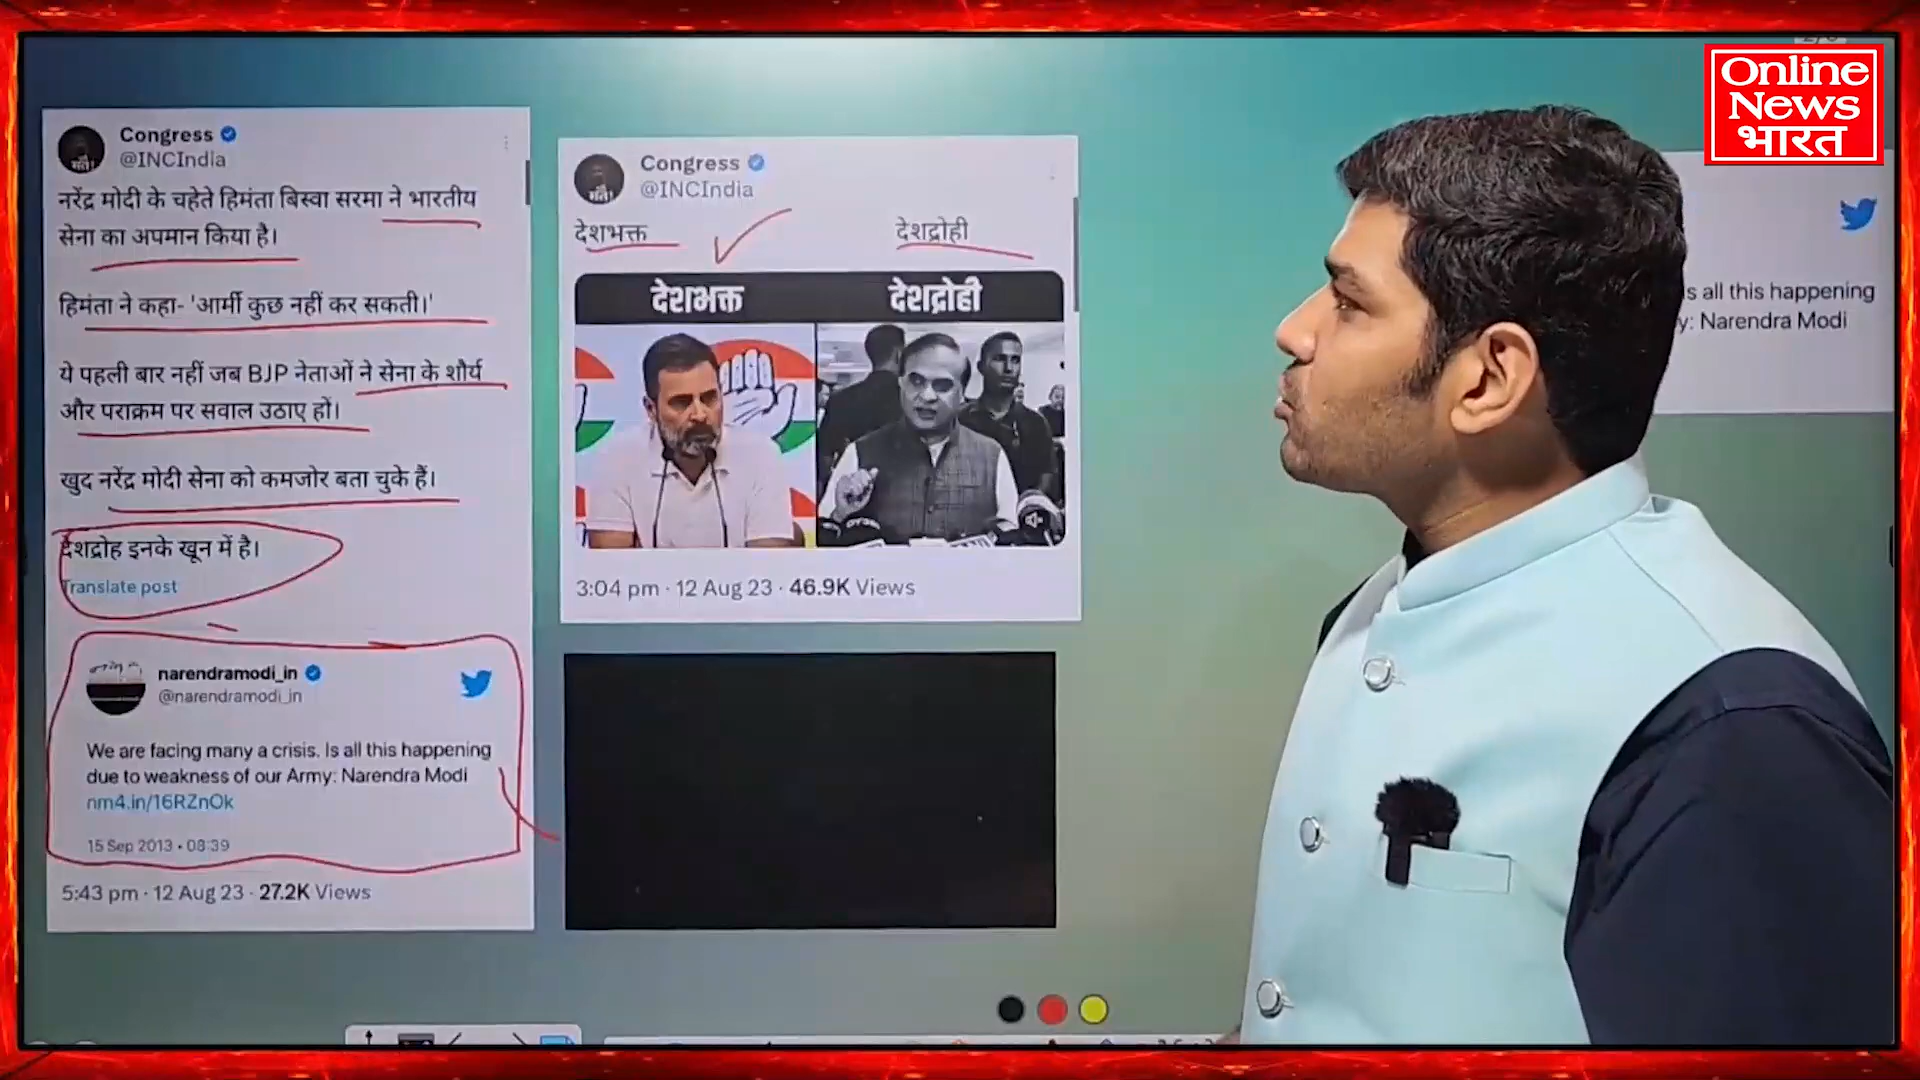 Online
News
भारत
Congress
@INCIndia
नरेंद्र मोदी के चहेते हिमंता बिस्वा सरमा ने भारतीय
सेना का अपमान किया है।
हिमंता ने कहा- 'आर्मी कुछ नहीं कर सकती।'
ये पहली बार नहीं जब BJP नेताओं ने सेना के शौर्य
और पराक्रम पर सवाल उठाए हों।
खुद नरेंद्र मोदी सेना को कमजोर बता चुके हैं।
देशद्रोह इनके खून में है।
Translate post
narendramodi_in
@narendramodi_in
We are facing many a crisis. Is all this happening
due to weakness of our Army: Narendra Modi
nm4.in/16RZnOk
15 Sep 2013 • 08:39
5:43 pm · 12 Aug 23 · 27.2K Views
Congress
@INCIndia
देशभक्त देशद्रोही
देशभक्त देशद्रोही
3:04 pm · 12 Aug 23 · 46.9K Views
s all this happening
y: Narendra Modi